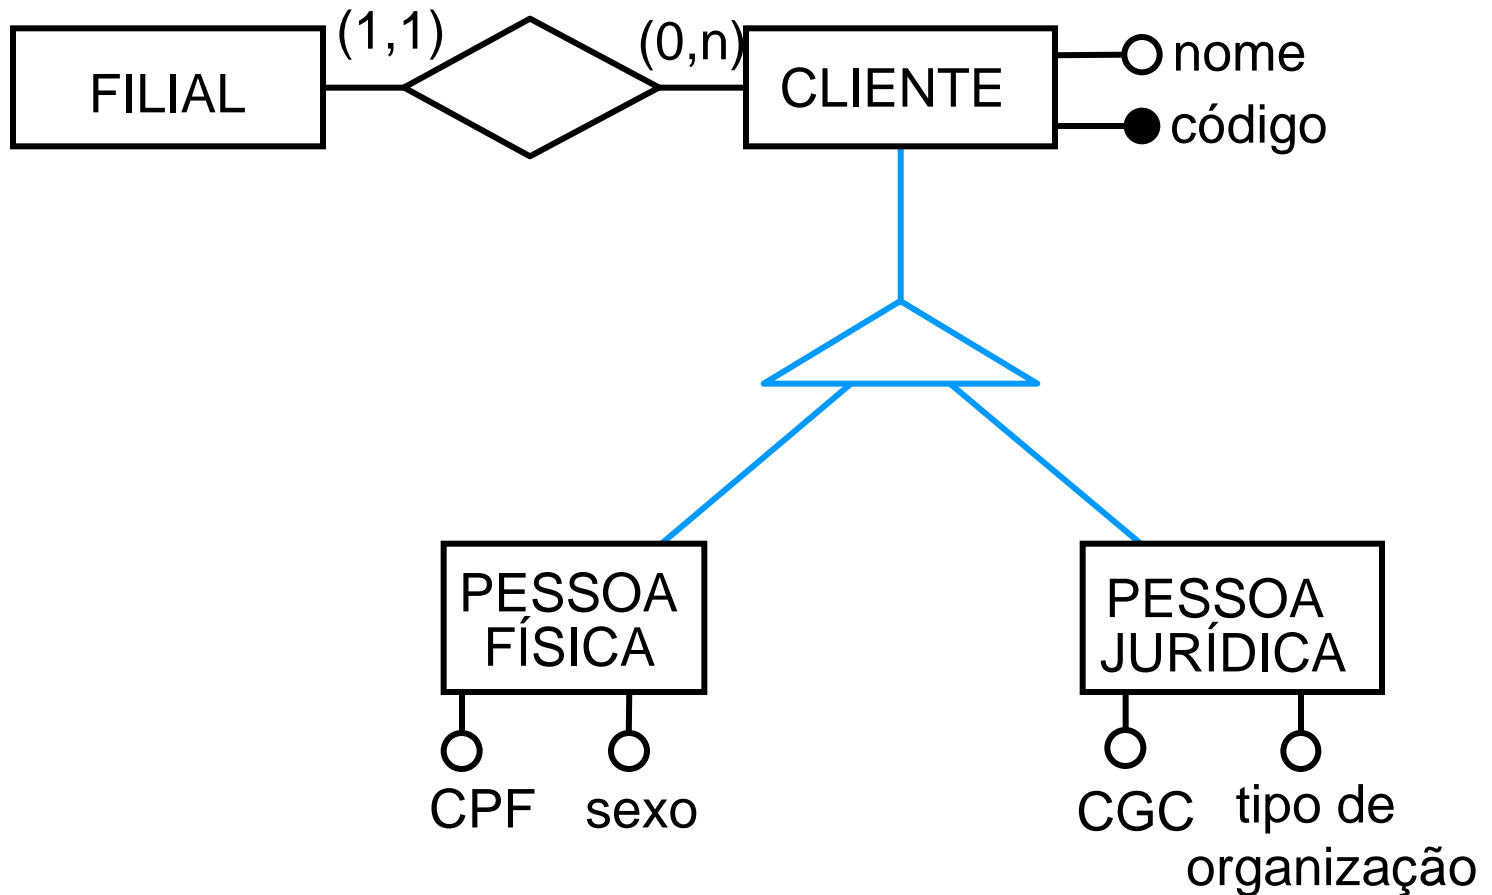 FILIAL
(1,1)
(0,n)
CLIENTE
nome
código
PESSOA
FÍSICA
PESSOA
JURÍDICA
CPF
sexo
CGC
tipo de
organização